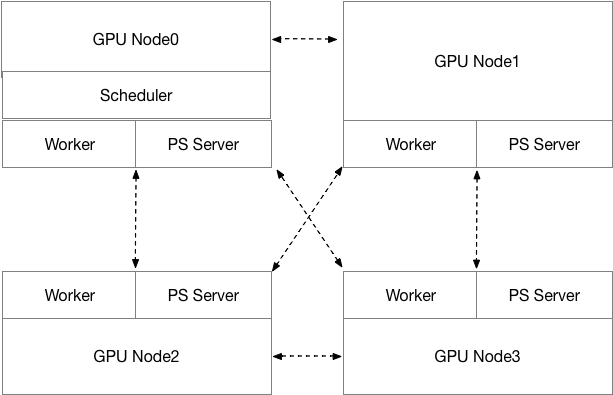 GPU Node0
GPU Node1
Scheduler
Worker PS Server
Worker PS Server
Worker PS Server
Worker PS Server
GPU Node2
GPU Node3